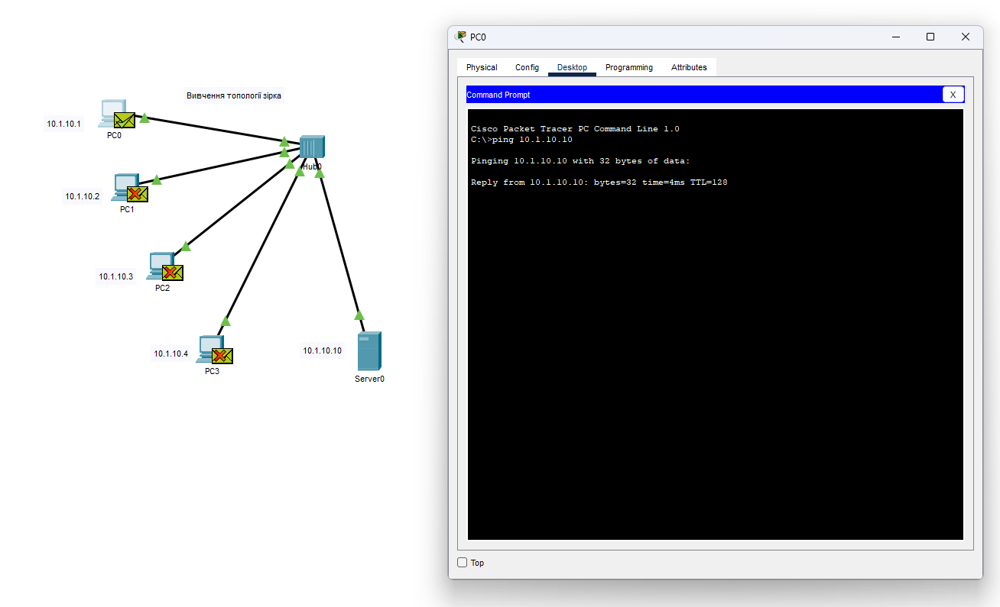 Вивчення топології зірка
10.1.10.1
PC0
Hub0
10.1.10.2
PC1
10.1.10.3
PC2
10.1.10.4
PC3
10.1.10.10
Server0
PC0
Physical Config Desktop Programming Attributes
Command Prompt
X
Cisco Packet Tracer PC Command Line 1.0
C:\>ping 10.1.10.10
Pinging 10.1.10.10 with 32 bytes of data:
Reply from 10.1.10.10: bytes=32 time=4ms TTL=128
Top